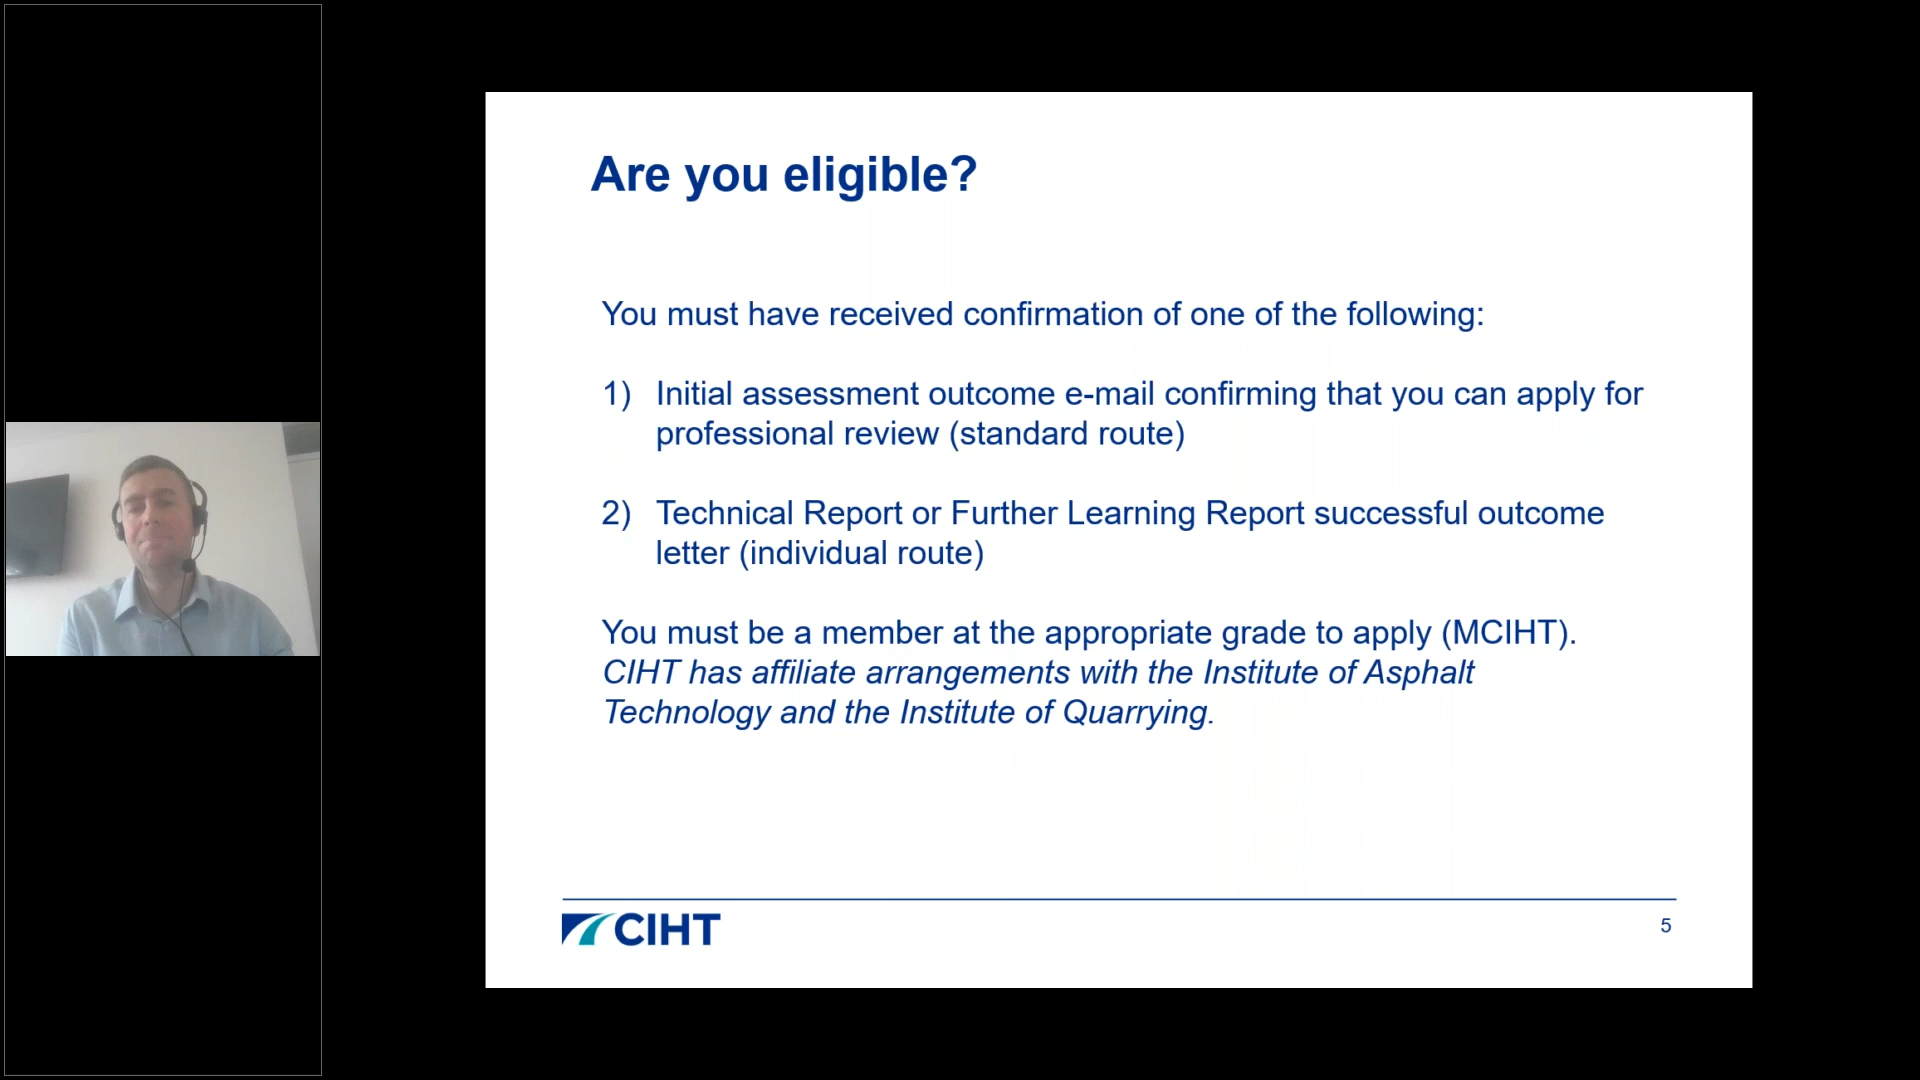 Are you eligible?
You must have received confirmation of one of the following:
1) Initial assessment outcome e-mail confirming that you can apply for
professional review (standard route)
2) Technical Report or Further Learning Report successful outcome
letter (individual route)
You must be a member at the appropriate grade to apply (MCIHT).
CIHT has affiliate arrangements with the Institute of Asphalt
Technology and the Institute of Quarrying.
CIHT
5